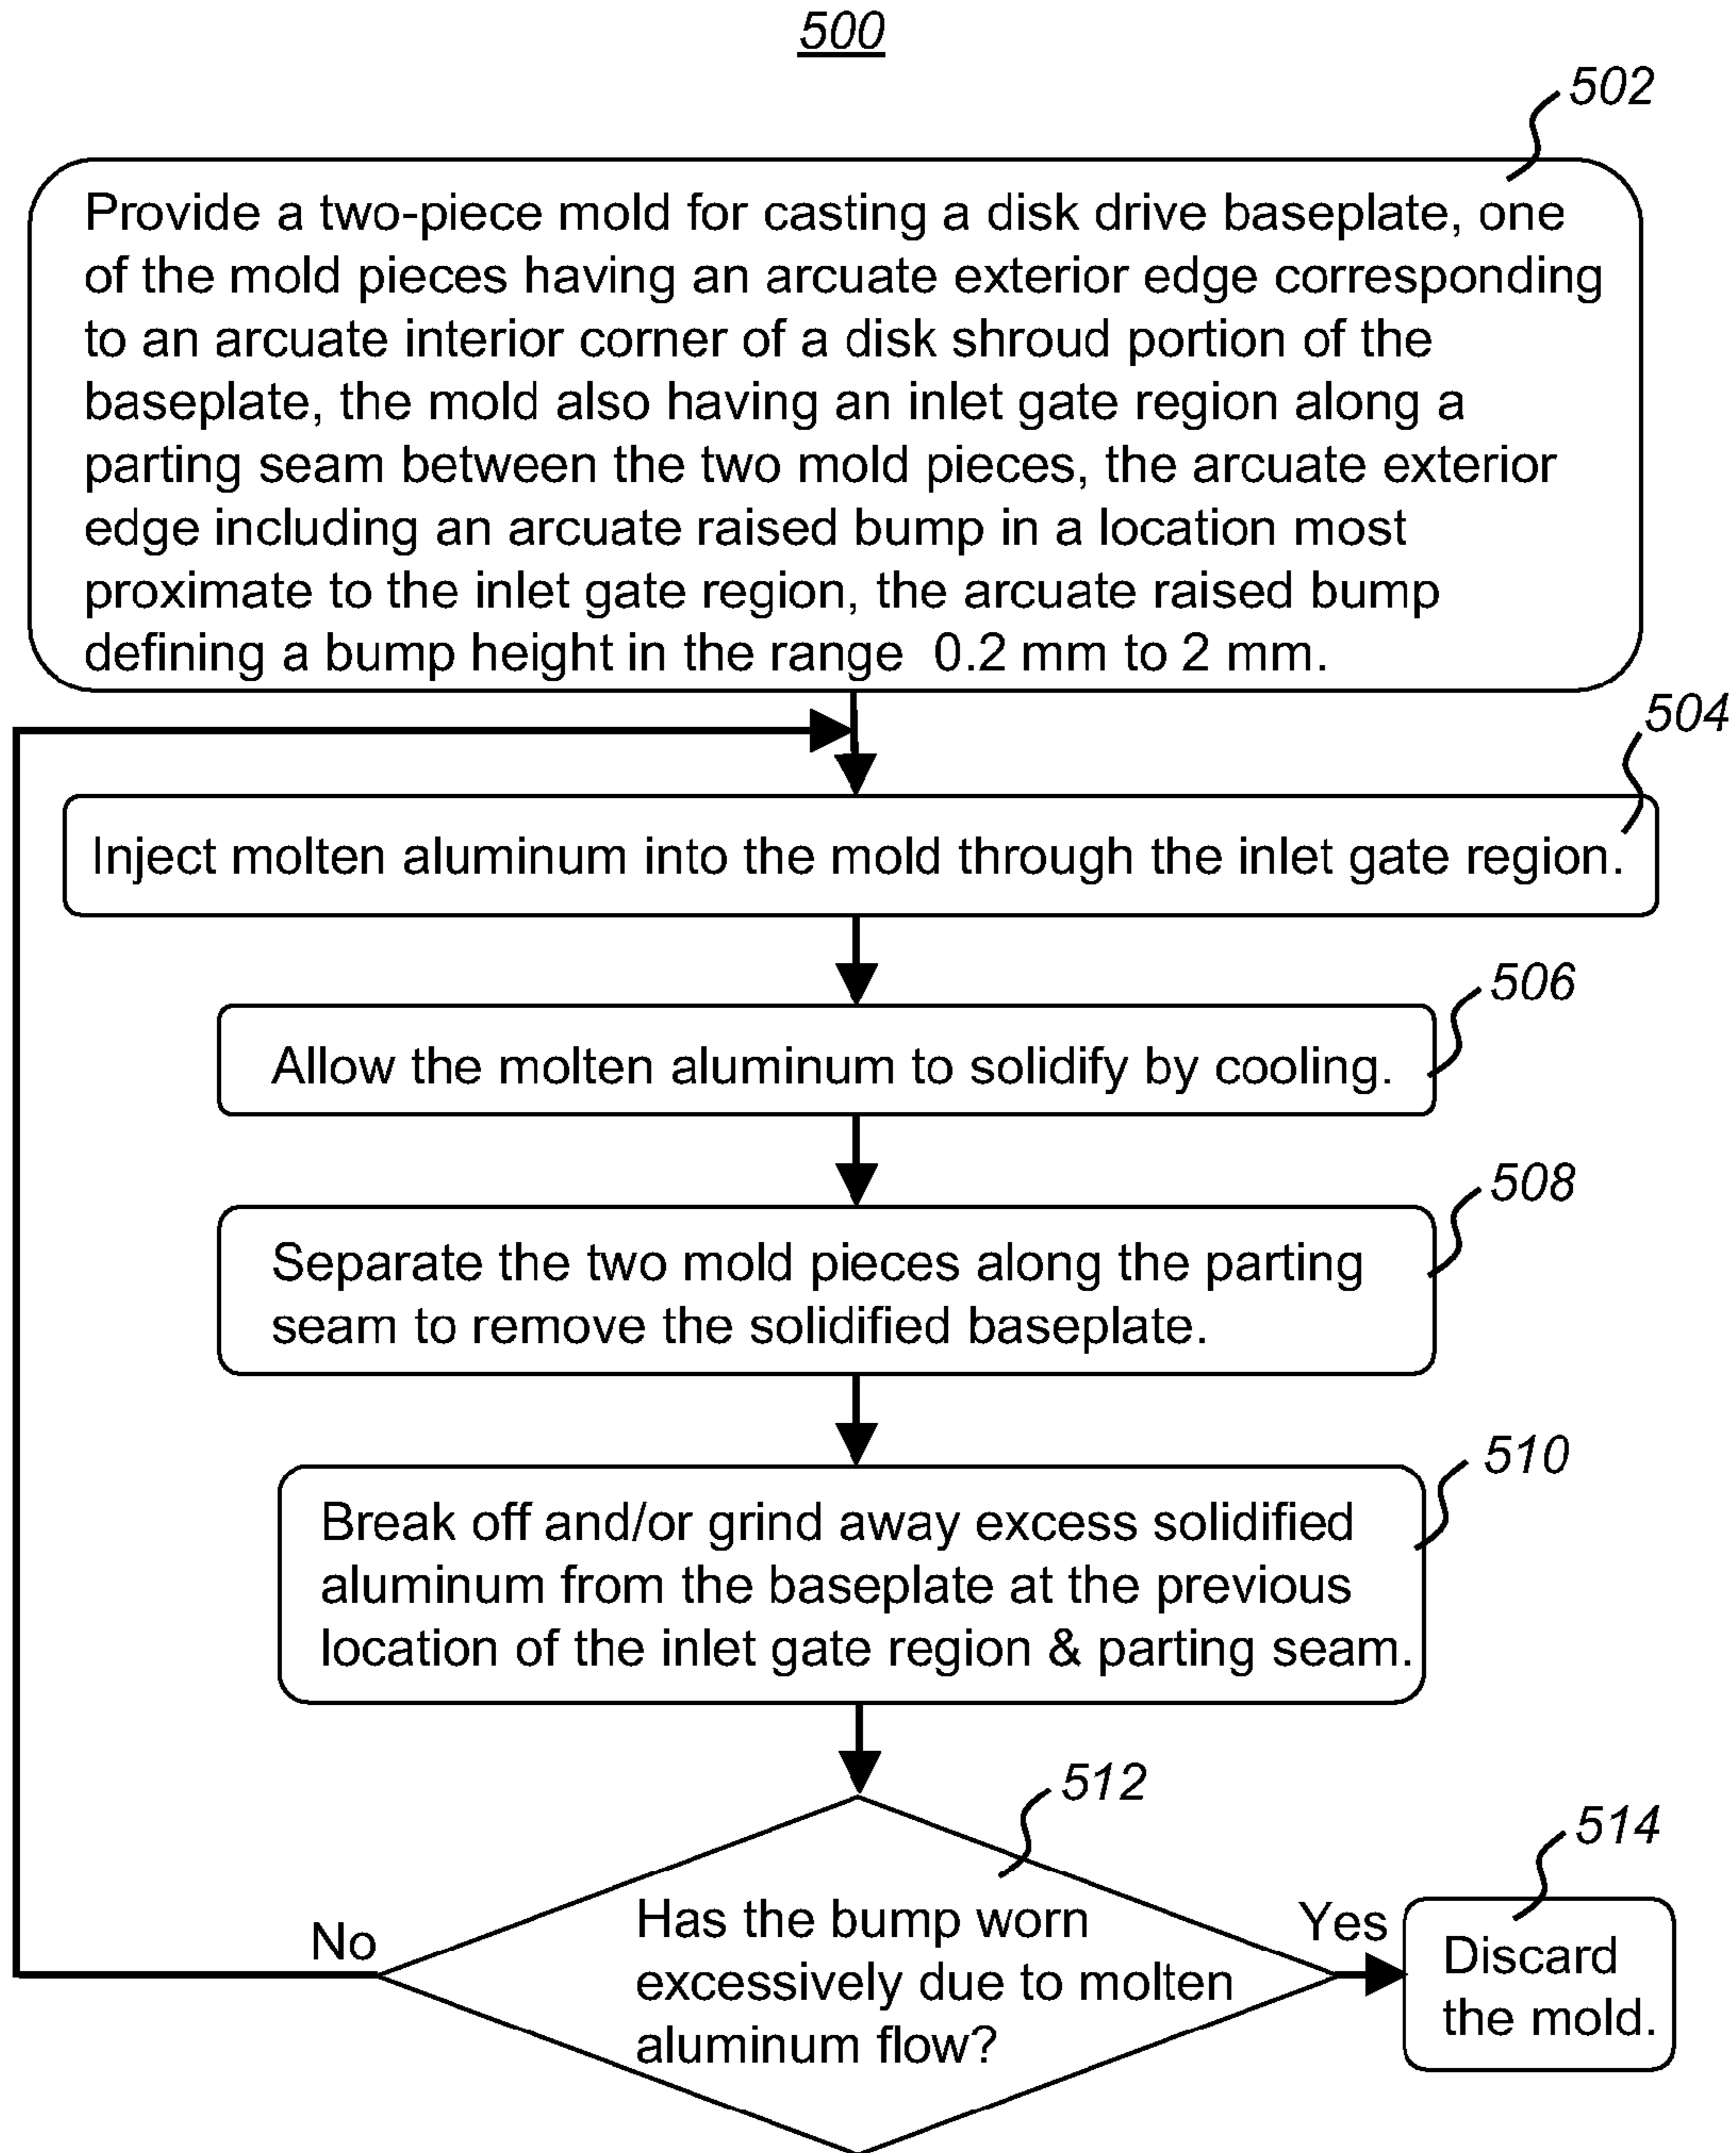 500
502
Provide a two-piece mold for casting a disk drive baseplate, one
of the mold pieces having an arcuate exterior edge corresponding
to an arcuate interior corner of a disk shroud portion of the
baseplate, the mold also having an inlet gate region along a
parting seam between the two mold pieces, the arcuate exterior
edge including an arcuate raised bump in a location most
proximate to the inlet gate region, the arcuate raised bump
defining a bump height in the range 0.2 mm to 2 mm.
504
Inject molten aluminum into the mold through the inlet gate region.
506
Allow the molten aluminum to solidify by cooling.
508
Separate the two mold pieces along the parting
seam to remove the solidified baseplate.
510
Break off and/or grind away excess solidified
aluminum from the baseplate at the previous
location of the inlet gate region & parting seam.
512
Has the bump worn
excessively due to molten
aluminum flow?
No
Yes
514
Discard
the mold.